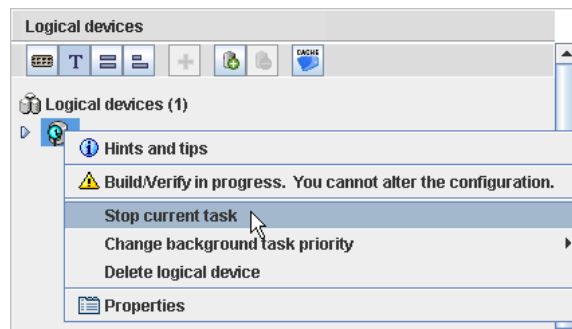 Logical devices
T
CACHE
Logical devices (1)
Hints and tips
Build/Verify in progress. You cannot alter the configuration.
Stop current task
Change background task priority
Delete logical device
Properties